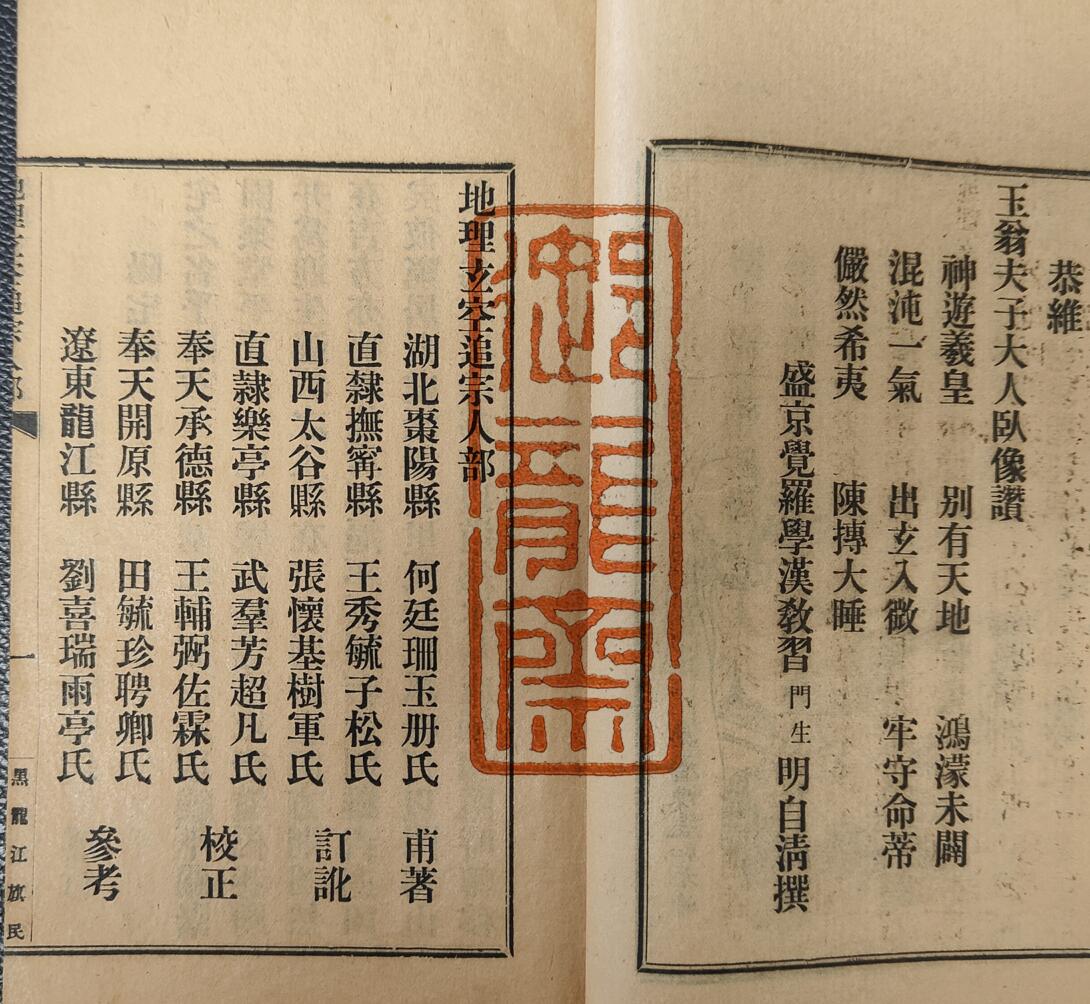 恭維
玉翁夫子大人臥像讚
神遊羲皇 別有天地 鴻濛未闢
混沌一氣 出玄入微 牢守命蒂
儼然希夷 陳摶大睡
盛京覺羅學漢教習門生明自清撰
地理玄空追宗人部
湖北棗陽縣 何廷珊玉册氏 甫著
直隸撫寗縣 王秀毓子松氏
山西太谷縣 張懷基樹軍氏
訂訛
直隸樂亭縣 武羣芳超凡氏
奉天承德縣 王輔弼佐霖氏
校正
奉天開原縣 田毓珍聘卿氏
遼東龍江縣 劉喜瑞雨亭氏
參考
一
黑龍江旗民